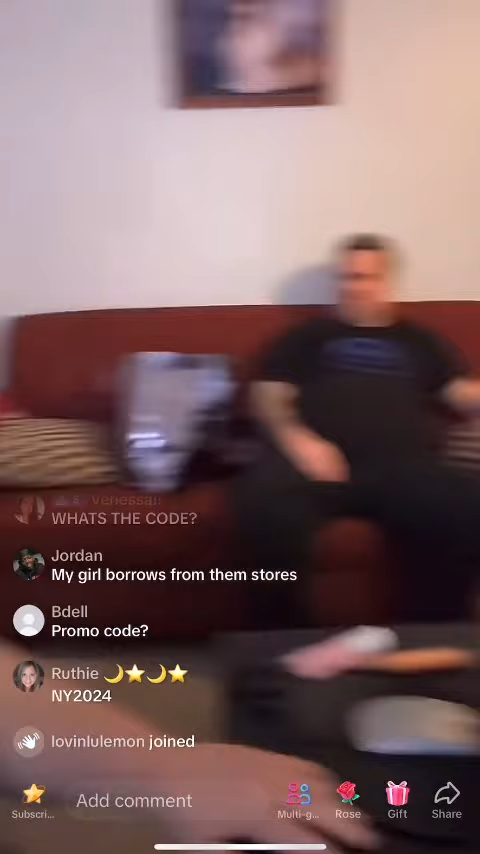 Venessa
WHATS THE CODE?
Jordan
My girl borrows from them stores
Bdell
Promo code?
Ruthie 🌙⭐🌙⭐
NY2024
lovinlulemon joined
Add comment
Subscri...
Multi-g...
Rose
Gift
Share